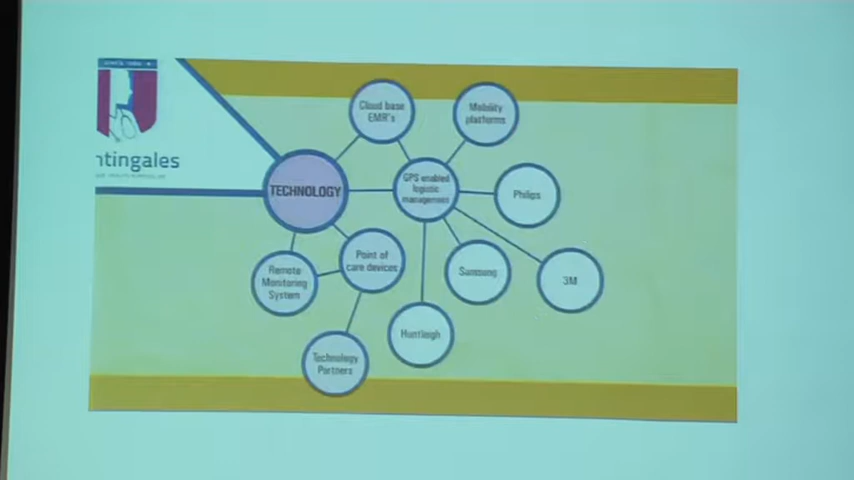 ntingales
TECHNOLOGY
Cloud base
EMR's
Mobility
platforms
GPS enabled
logistic
management
Philips
Point of
care devices
Remote
Monitoring
System
Samsung
3M
Huntleigh
Technology
Partners